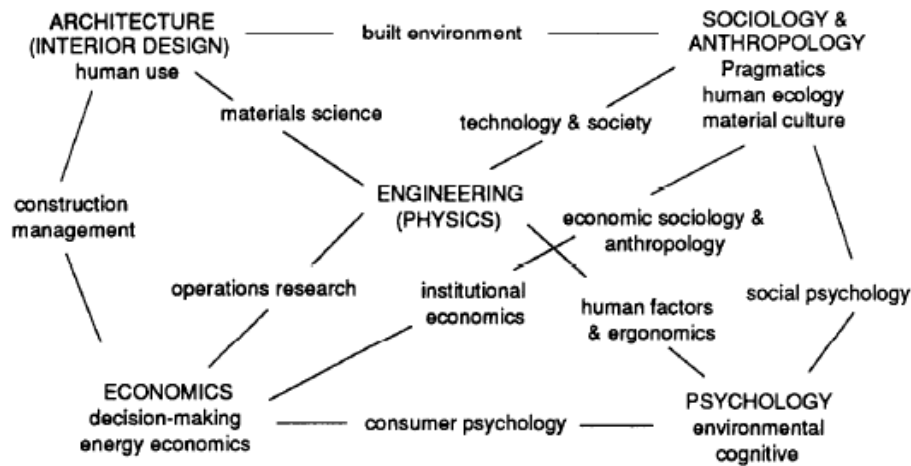 ARCHITECTURE
(INTERIOR DESIGN)
human use
built environment
SOCIOLOGY &
ANTHROPOLOGY
Pragmatics
human ecology
material culture
materials science
technology & society
ENGINEERING
(PHYSICS)
construction
management
economic sociology &
anthropology
operations research
institutional
economics
human factors
& ergonomics
social psychology
ECONOMICS
decision-making
energy economics
consumer psychology
PSYCHOLOGY
environmental
cognitive